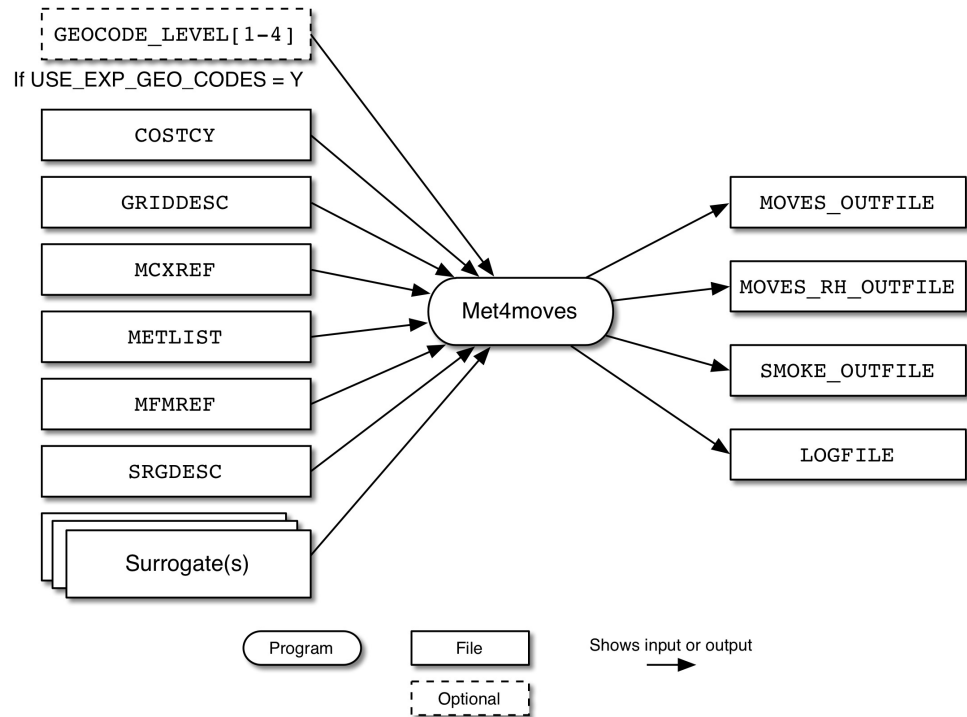 GEOCODE_LEVEL[1-4]
If USE_EXP_GEO_CODES = Y
COSTCY
GRIDDESC
MCXREF
METLIST
MFMREF
SRGDESC
Surrogate(s)
Met4moves
MOVES_OUTFILE
MOVES_RH_OUTFILE
SMOKE_OUTFILE
LOGFILE
Program
File
Shows input or output
Optional